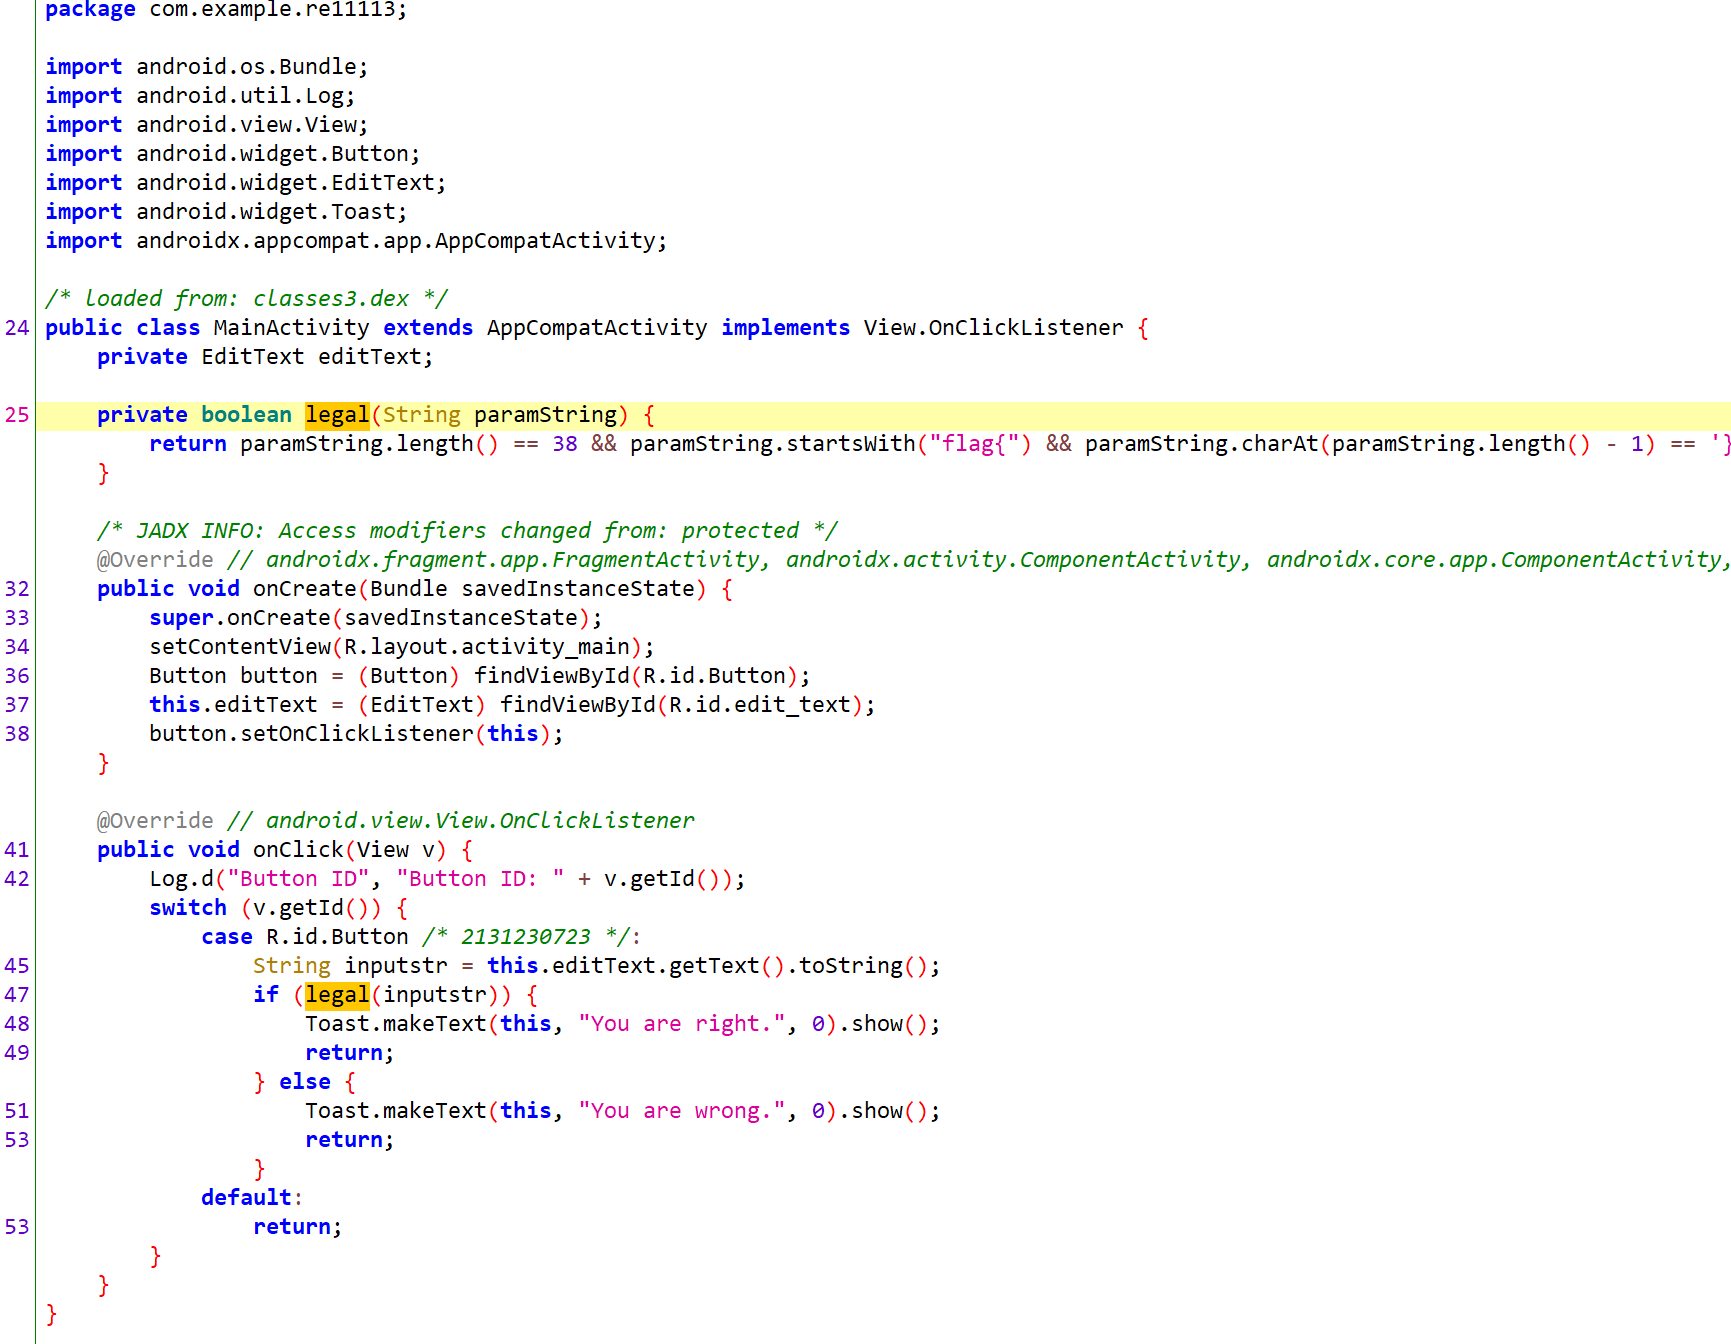 package com.example.re11113;
import android.os.Bundle;
import android.util.Log;
import android.view.View;
import android.widget.Button;
import android.widget.EditText;
import android.widget.Toast;
import androidx.appcompat.app.AppCompatActivity;
/* loaded from: classes3.dex */
24 public class MainActivity extends AppCompatActivity implements View.OnClickListener {
private EditText editText;
25 private boolean legal(String paramString) {
return paramString.length() == 38 && paramString.startsWith("flag{") && paramString.charAt(paramString.length() - 1) == '}
}
/* JADX INFO: Access modifiers changed from: protected */
@Override // androidx.fragment.app.FragmentActivity, androidx.activity.ComponentActivity, androidx.core.app.ComponentActivity,
32 public void onCreate(Bundle savedInstanceState) {
33 super.onCreate(savedInstanceState);
34 setContentView(R.layout.activity_main);
36 Button button = (Button) findViewById(R.id.Button);
37 this.editText = (EditText) findViewById(R.id.edit_text);
38 button.setOnClickListener(this);
}
@Override // android.view.View.OnClickListener
41 public void onClick(View v) {
42 Log.d("Button ID", "Button ID: " + v.getId());
switch (v.getId()) {
case R.id.Button /* 2131230723 */:
45 String inputstr = this.editText.getText().toString();
47 if (legal(inputstr)) {
48 Toast.makeText(this, "You are right.", 0).show();
49 return;
} else {
51 Toast.makeText(this, "You are wrong.", 0).show();
53 return;
}
default:
53 return;
}
}
}